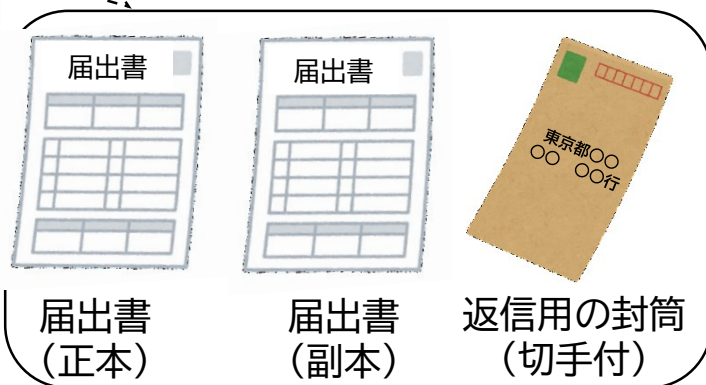 届出書
届出書
東京都〇〇
〇〇　〇〇行
届出書
（正本）
届出書
（副本）
返信用の封筒
（切手付）